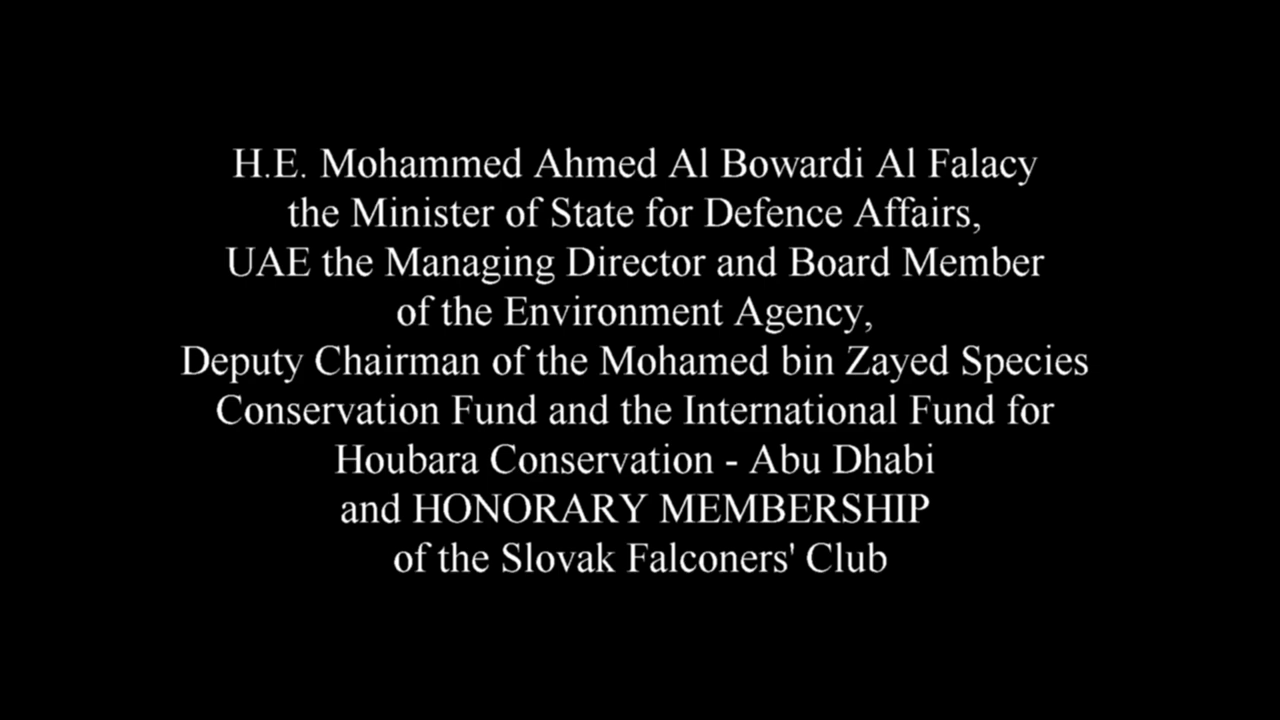 H.E. Mohammed Ahmed Al Bowardi Al Falacy
the Minister of State for Defence Affairs,
UAE the Managing Director and Board Member
of the Environment Agency,
Deputy Chairman of the Mohamed bin Zayed Species
Conservation Fund and the International Fund for
Houbara Conservation - Abu Dhabi
and HONORARY MEMBERSHIP
of the Slovak Falconers' Club